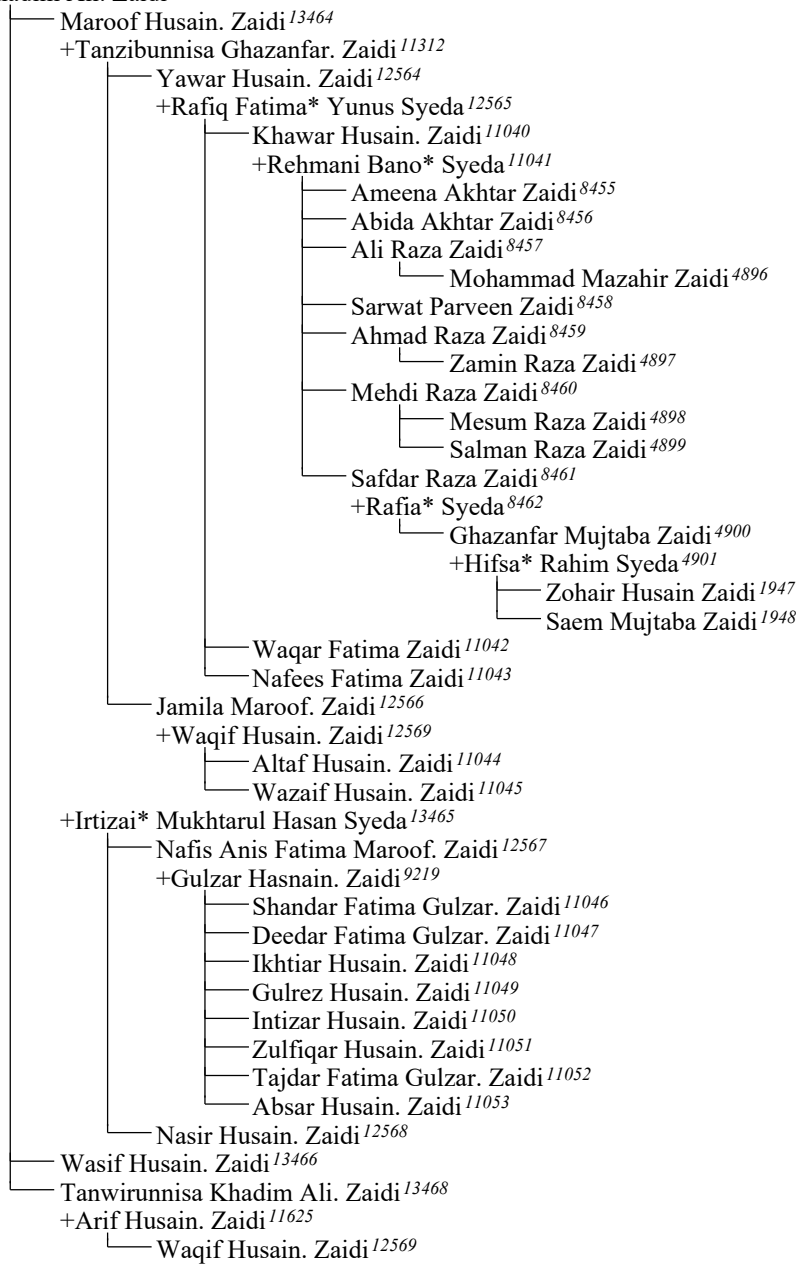 Maroof Husain. Zaidi 13464
+Tanzibunnisa Ghazanfar. Zaidi 11312
Yawar Husain. Zaidi 12564
+Rafiq Fatima* Yunus Syeda 12565
Khawar Husain. Zaidi 11040
+Rehmani Bano* Syeda 11041
Ameena Akhtar Zaidi 8455
Abida Akhtar Zaidi 8456
Ali Raza Zaidi 8457
Mohammad Mazahir Zaidi 4896
Sarwat Parveen Zaidi 8458
Ahmad Raza Zaidi 8459
Zamin Raza Zaidi 4897
Mehdi Raza Zaidi 8460
Mesum Raza Zaidi 4898
Salman Raza Zaidi 4899
Safdar Raza Zaidi 8461
+Rafia* Syeda 8462
Ghazanfar Mujtaba Zaidi 4900
+Hifsa* Rahim Syeda 4901
Zohair Husain Zaidi 1947
Saem Mujtaba Zaidi 1948
Waqar Fatima Zaidi 11042
Nafees Fatima Zaidi 11043
Jamila Maroof. Zaidi 12566
+Waqif Husain. Zaidi 12569
Altaf Husain. Zaidi 11044
Wazaif Husain. Zaidi 11045
+Irtizai* Mukhtarul Hasan Syeda 13465
Nafis Anis Fatima Maroof. Zaidi 12567
+Gulzar Hasnain. Zaidi 9219
Shandar Fatima Gulzar. Zaidi 11046
Deedar Fatima Gulzar. Zaidi 11047
Ikhtiar Husain. Zaidi 11048
Gulrez Husain. Zaidi 11049
Intizar Husain. Zaidi 11050
Zulfiqar Husain. Zaidi 11051
Tajdar Fatima Gulzar. Zaidi 11052
Absar Husain. Zaidi 11053
Nasir Husain. Zaidi 12568
Wasif Husain. Zaidi 13466
Tanwirunnisa Khadim Ali. Zaidi 13468
+Arif Husain. Zaidi 11625
Waqif Husain. Zaidi 12569